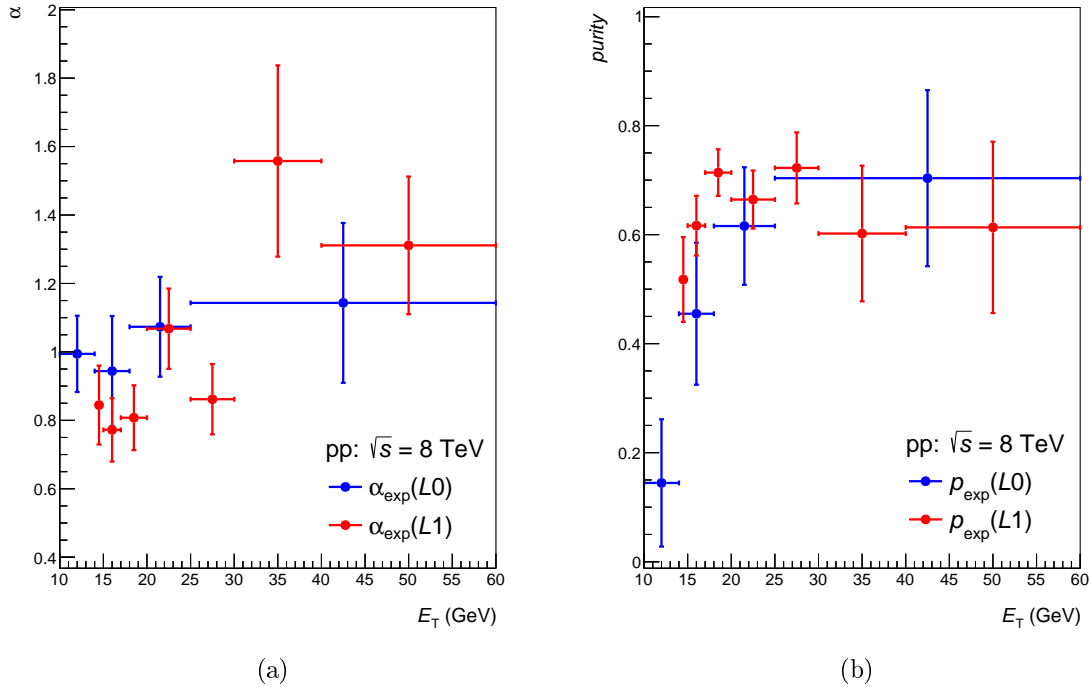 α
2
1.8
1.6
1.4
1.2
1
0.8
0.6
0.4
10 15 20 25 30 35 40 45 50 55 60
E_T (GeV)
pp: √s = 8 TeV
α_exp(L0)
α_exp(L1)
(a)
purity
1
0.8
0.6
0.4
0.2
0
10 15 20 25 30 35 40 45 50 55 60
E_T (GeV)
pp: √s = 8 TeV
p_exp(L0)
p_exp(L1)
(b)